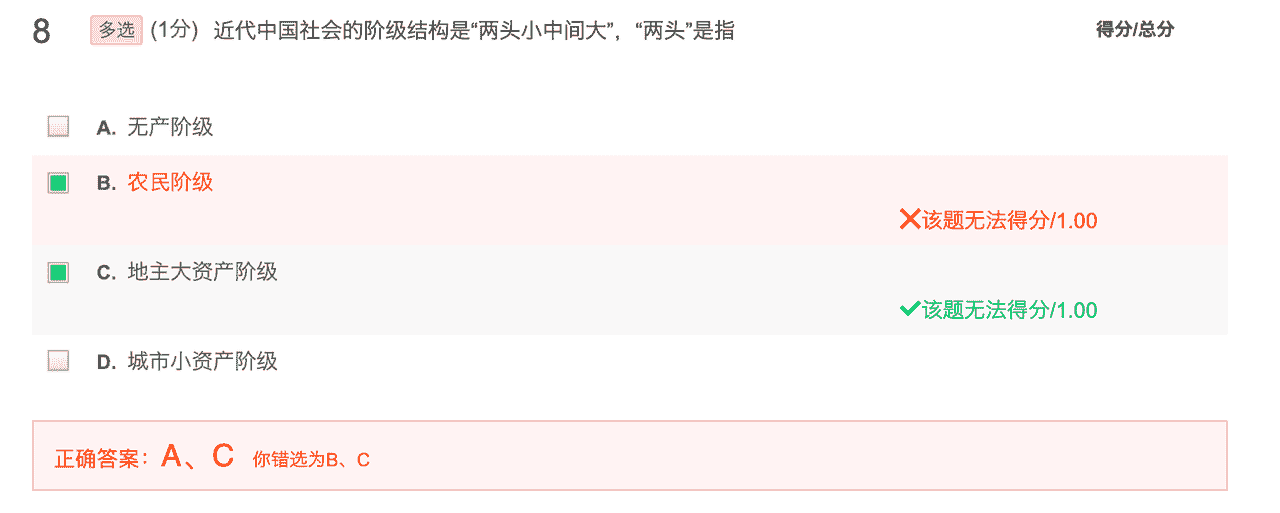 8 多选 (1分) 近代中国社会的阶级结构是“两头小中间大”，“两头”是指 得分/总分
A. 无产阶级
B. 农民阶级
该题无法得分/1.00
C. 地主大资产阶级
该题无法得分/1.00
D. 城市小资产阶级
正确答案：A、C 你错选为B、C